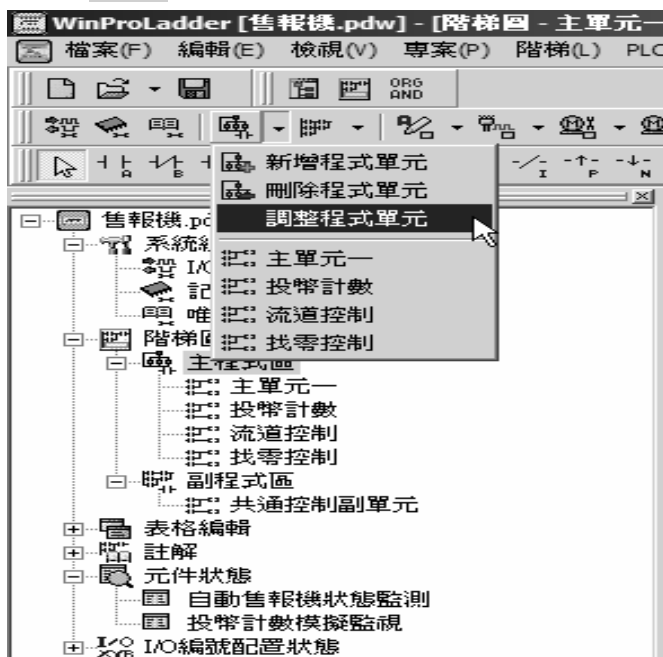 WinProLadder [售報機.pdw] - [階梯圖 - 主單元一
檔案(F) 編輯(E) 檢視(V) 專案(P) 階梯(L) PLC
ORG
AND
A B I P N
新增程式單元
刪除程式單元
調整程式單元
主單元一
投幣計數
流道控制
找零控制
售報機.pd
系統
I/O
記
唯
階梯圖
主程式區
主單元一
投幣計數
流道控制
找零控制
副程式區
共通控制副單元
表格編輯
註解
元件狀態
自動售報機狀態監測
投幣計數模擬監視
I/O編號配置狀態